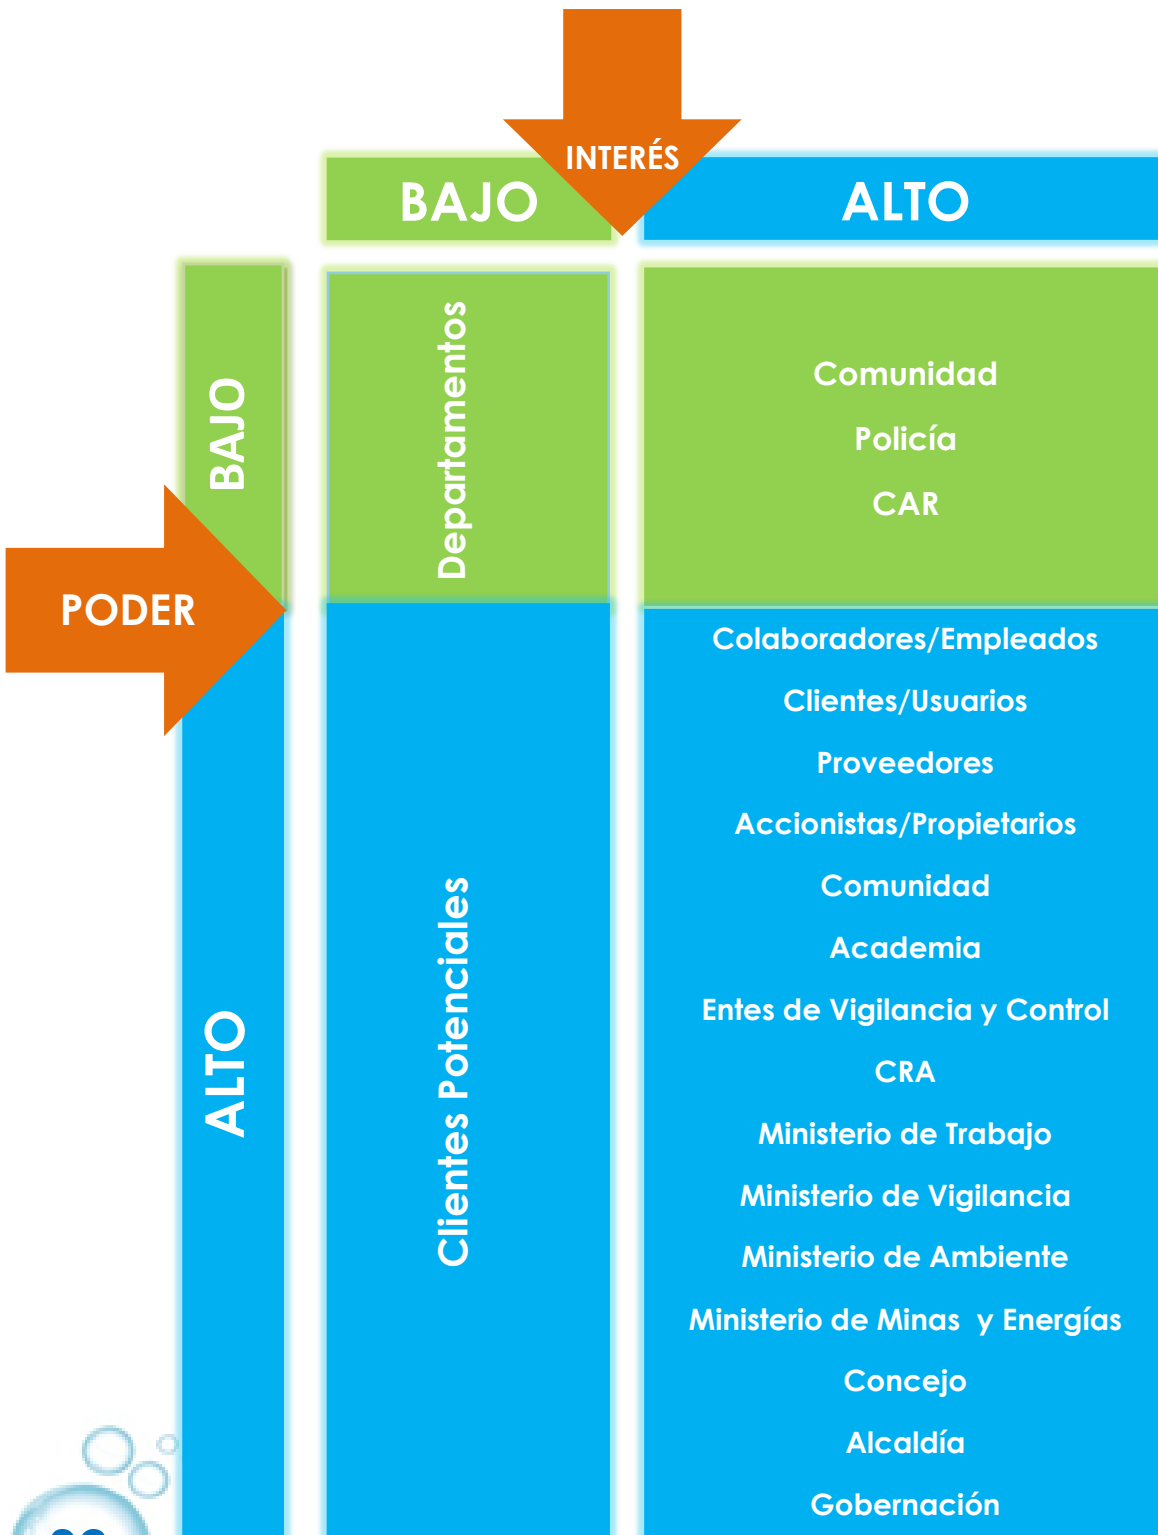 INTERÉS
BAJO
ALTO
BAJO
Departamentos
Comunidad
Policía
CAR
PODER
ALTO
Clientes Potenciales
Colaboradores/Empleados
Clientes/Usuarios
Proveedores
Accionistas/Propietarios
Comunidad
Academia
Entes de Vigilancia y Control
CRA
Ministerio de Trabajo
Ministerio de Vigilancia
Ministerio de Ambiente
Ministerio de Minas  y Energías
Concejo
Alcaldía
Gobernación